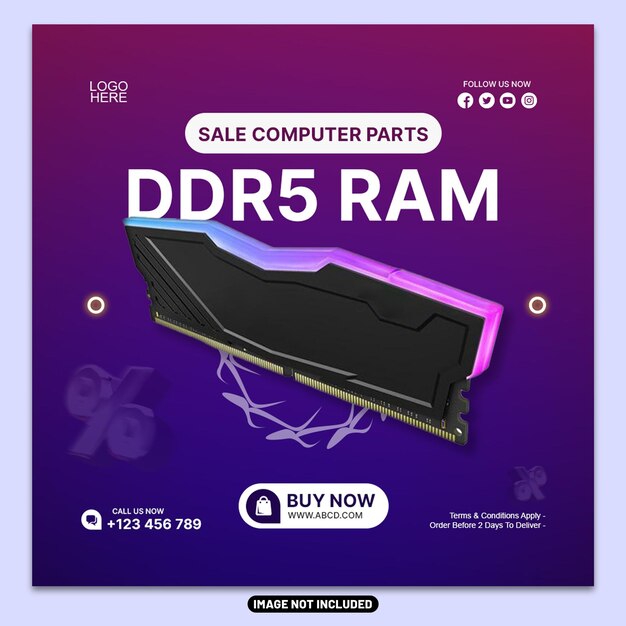 LOGO
HERE
FOLLOW US NOW
SALE COMPUTER PARTS
DDR5 RAM
%
%
CALL US NOW
+123 456 789
BUY NOW
WWW.ABCD.COM
Terms & Conditions Apply -
Order Before 2 Days To Deliver -
IMAGE NOT INCLUDED